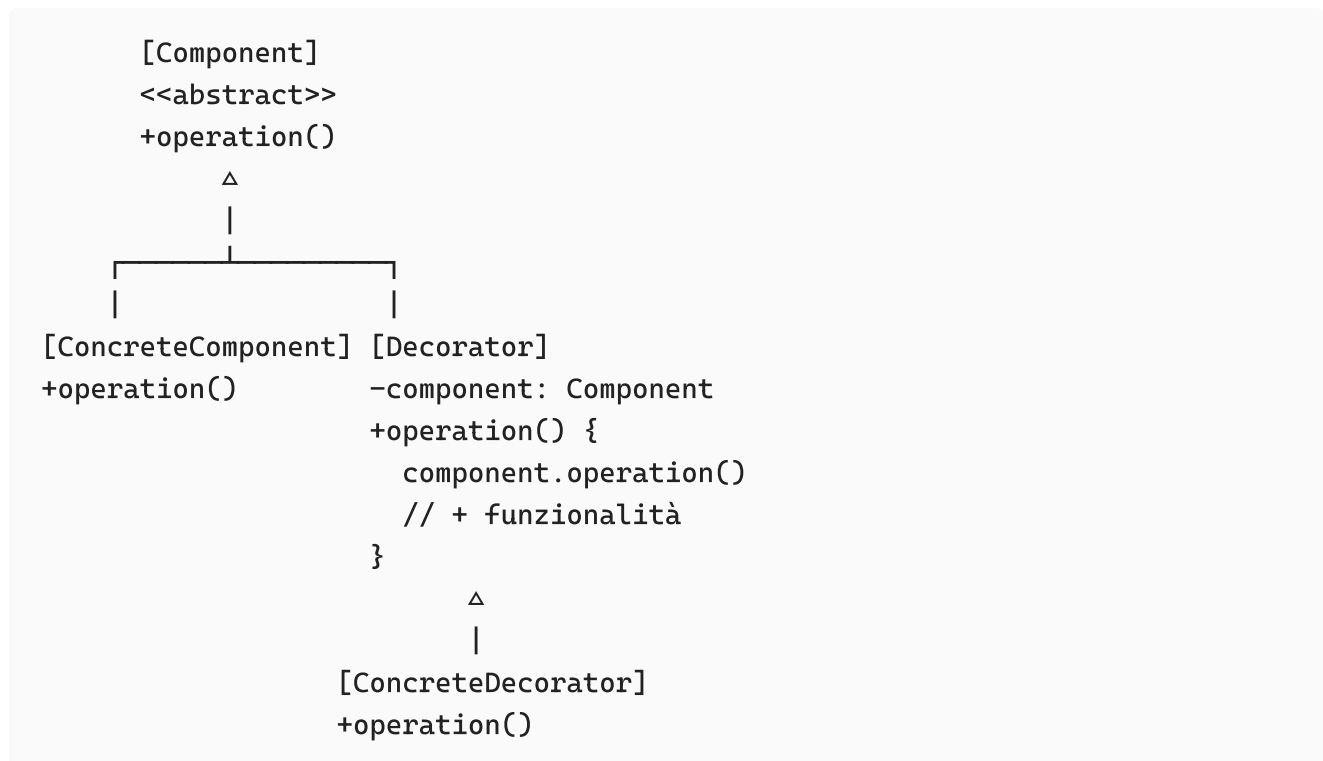 [Component]
<<abstract>>
+operation()
△
|
┌──────┴─────────┐
|                |
[ConcreteComponent] [Decorator]
+operation()        -component: Component
+operation() {
component.operation()
// + funzionalità
}
△
|
[ConcreteDecorator]
+operation()